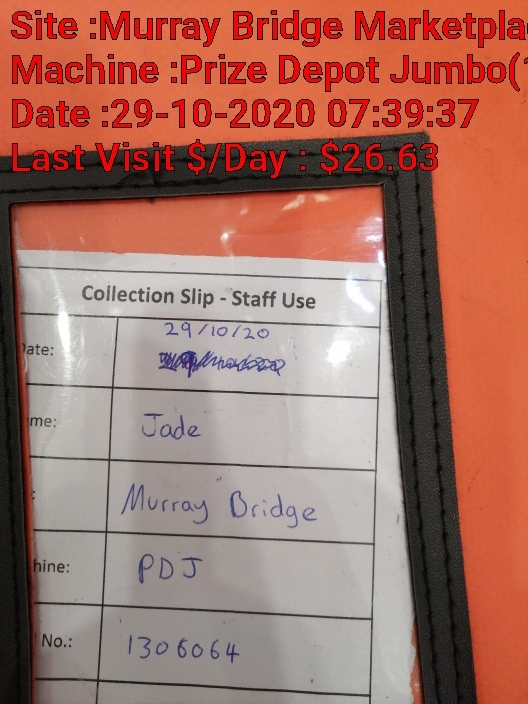 Site :Murray Bridge Marketpla
Machine :Prize Depot Jumbo(1
Date :29-10-2020 07:39:37
Last Visit $/Day : $26.63
Collection Slip - Staff Use
ate: 29/10/20
me: Jade
: Murray Bridge
hine: PDJ
No.: 1306064